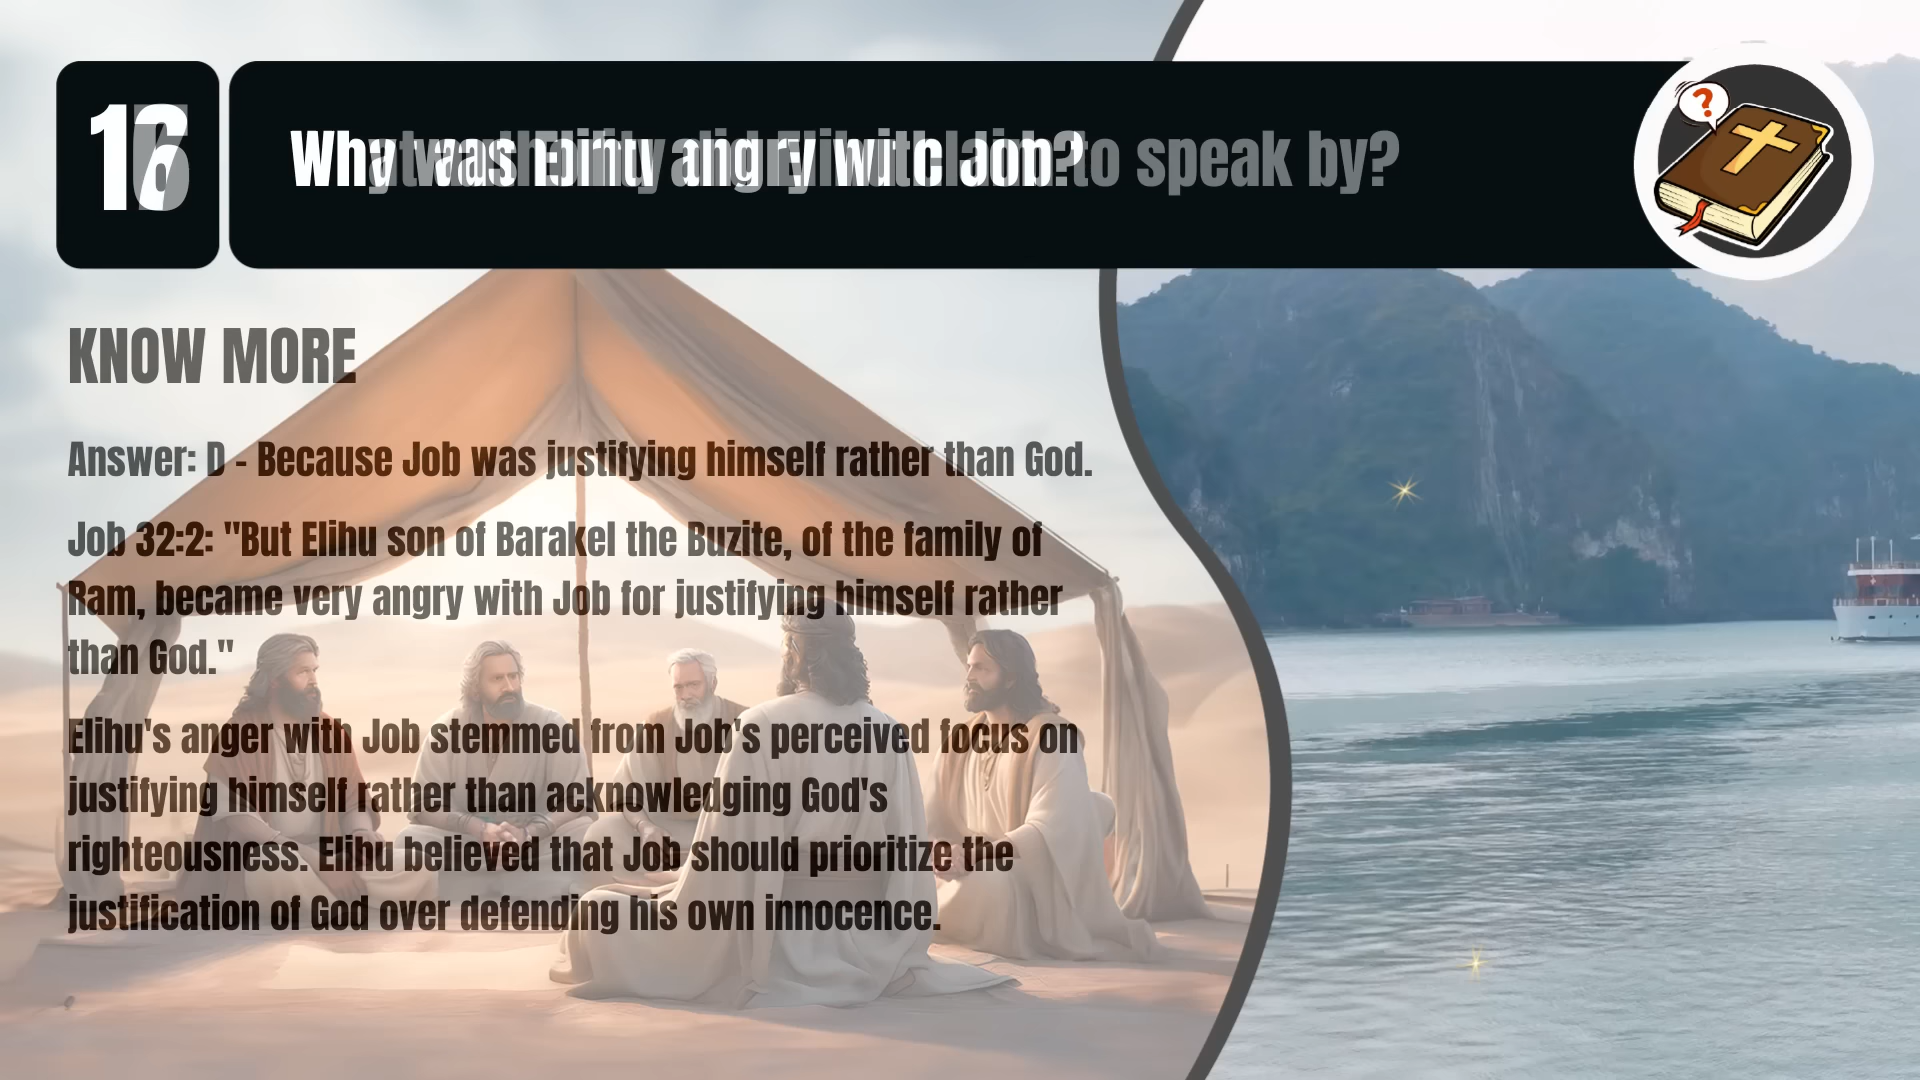 Why was Elihu angry with Job?
to speak by?
?
KNOW MORE
Answer: D - Because Job was justifying himself rather than God.
Job 32:2: "But Elihu son of Barakel the Buzite, of the family of
Ram, became very angry with Job for justifying himself rather
than God."
Elihu's anger with Job stemmed from Job's perceived focus on
justifying himself rather than acknowledging God's
righteousness. Elihu believed that Job should prioritize the
justification of God over defending his own innocence.